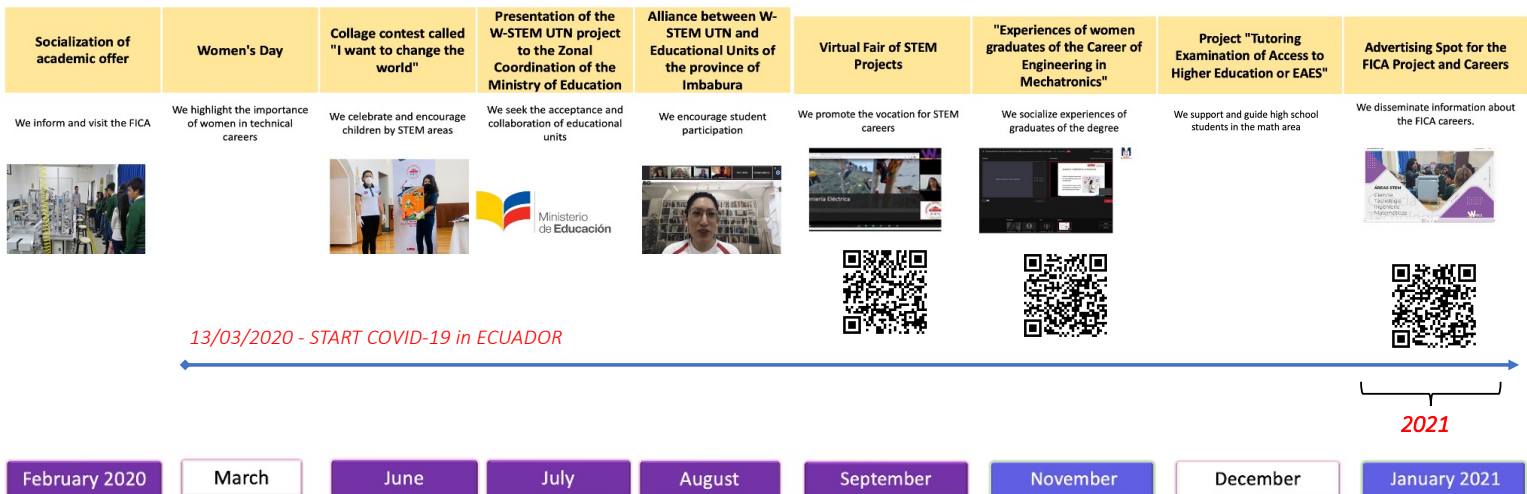 Socialization of
academic offer
Women's Day
Collage contest called
"I want to change the
world"
Presentation of the
W-STEM UTN project
to the Zonal
Coordination of the
Ministry of Education
Alliance between W-
STEM UTN and
Educational Units of
the province of
Imbabura
Virtual Fair of STEM
Projects
"Experiences of women
graduates of the Career of
Engineering in
Mechatronics"
Project "Tutoring
Examination of Access to
Higher Education or EAES"
Advertising Spot for the
FICA Project and Careers
We inform and visit the FICA
We highlight the importance
of women in technical
careers
We celebrate and encourage
children by STEM areas
We seek the acceptance and
collaboration of educational
units
We encourage student
participation
We promote the vocation for STEM
careers
We socialize experiences of
graduates of the degree
We support and guide high school
students in the math area
We disseminate information about
the FICA careers.
Ministerio
de Educación
niería Eléctrica
ÁREAS STEM
Ciencia
Tecnología
Ingeniería
Matemáticas
13/03/2020 - START COVID-19 in ECUADOR
2021
February 2020
March
June
July
August
September
November
December
January 2021